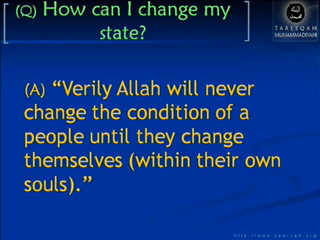 (Q) How can I change my
state?
TAREEQAH
MUHAMMADIYAH
(A) “Verily Allah will never
change the condition of a
people until they change
themselves (within their own
souls).”